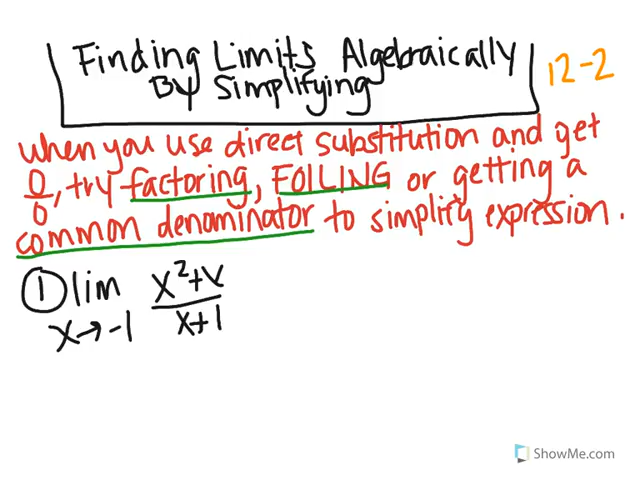 Finding Limits Algebraically
By Simplifying
12-2
When you use direct substitution and get
0/0, try factoring, FOILING or getting a
common denominator to simplify expression.
① lim x²+x
x→-1 x+1
ShowMe.com